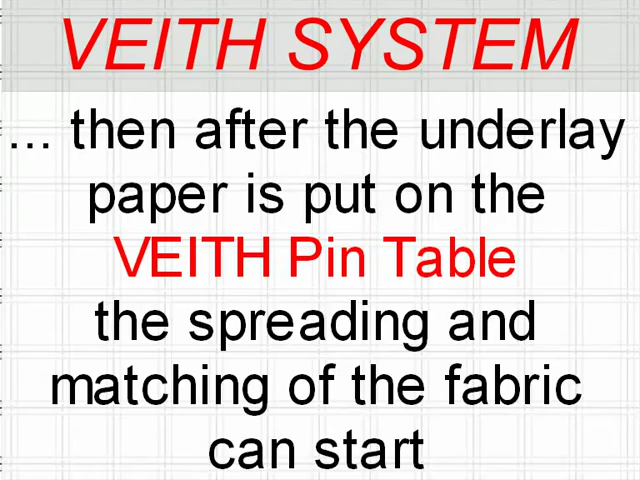 VEITH SYSTEM
... then after the underlay
paper is put on the
VEITH Pin Table
the spreading and
matching of the fabric
can start